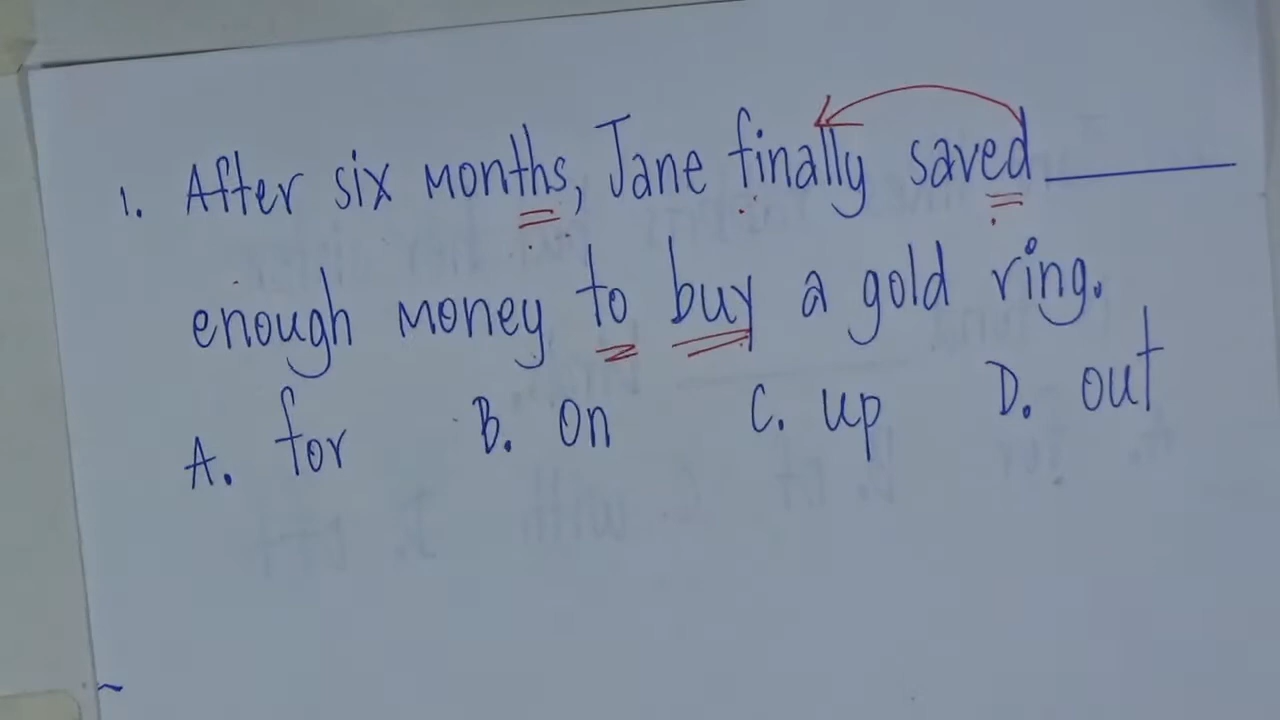 1. After six months, Jane finally saved ______
enough money to buy a gold ring.
A. for B. on C. up D. out